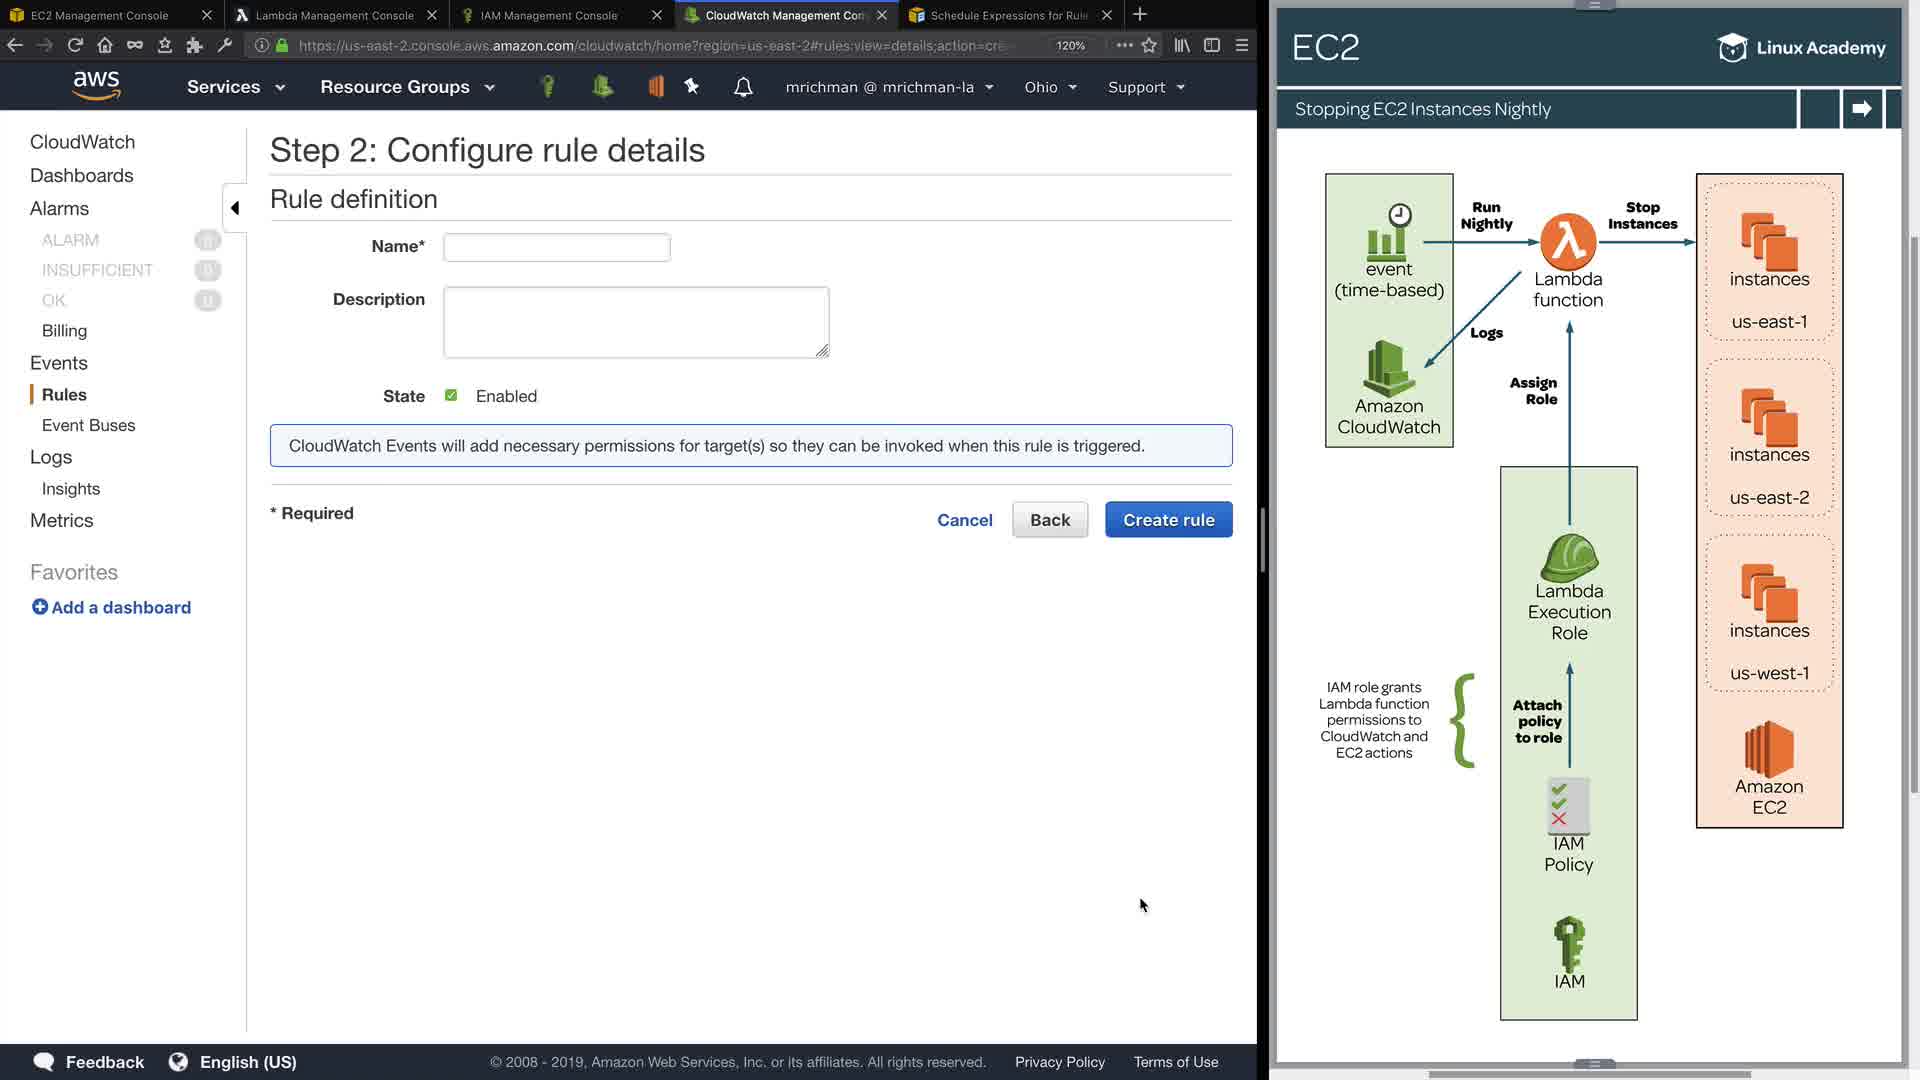 EC2 Management Console
Lambda Management Console
IAM Management Console
CloudWatch Management Con
Schedule Expressions for Rule
https://us-east-2.console.aws.amazon.com/cloudwatch/home?region=us-east-2#rules:view=details;action=cre
120%
aws
Services
Resource Groups
mrichman @ mrichman-la
Ohio
Support
CloudWatch
Dashboards
Alarms
ALARM
INSUFFICIENT
OK
Billing
Events
Rules
Event Buses
Logs
Insights
Metrics
Favorites
Add a dashboard
Step 2: Configure rule details
Rule definition
Name*
Description
State
Enabled
CloudWatch Events will add necessary permissions for target(s) so they can be invoked when this rule is triggered.
* Required
Cancel
Back
Create rule
Feedback
English (US)
© 2008 - 2019, Amazon Web Services, Inc. or its affiliates. All rights reserved.
Privacy Policy
Terms of Use
EC2
Linux Academy
Stopping EC2 Instances Nightly
event
(time-based)
Run
Nightly
Lambda
function
Stop
Instances
instances
us-east-1
Logs
Amazon
CloudWatch
Assign
Role
instances
us-east-2
Lambda
Execution
Role
instances
us-west-1
IAM role grants
Lambda function
permissions to
CloudWatch and
EC2 actions
Attach
policy
to role
Amazon
EC2
IAM
Policy
IAM